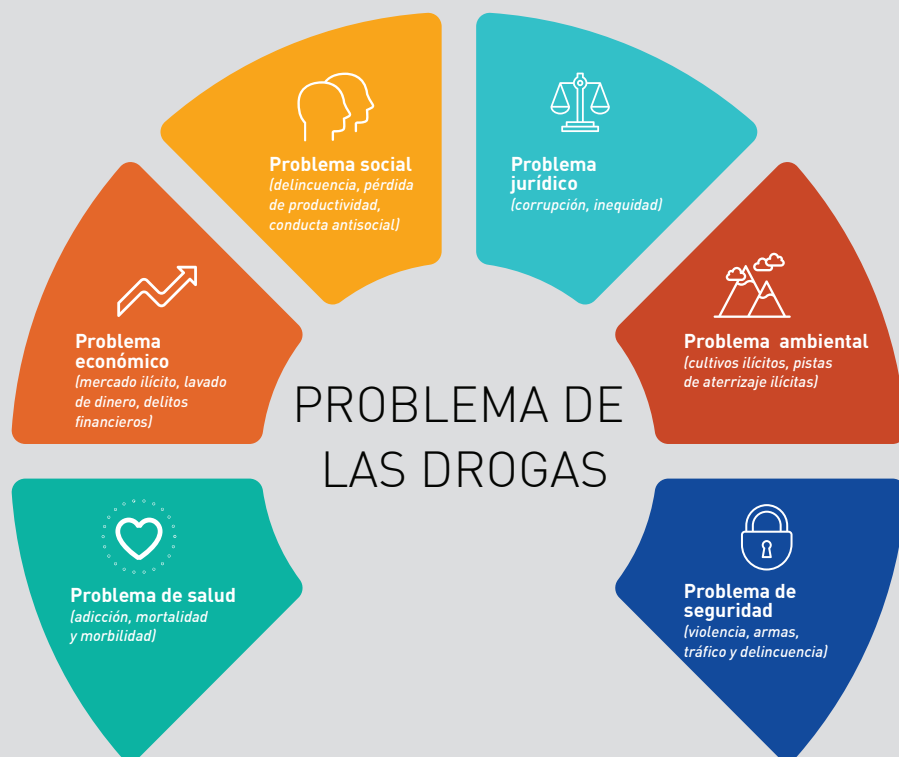 Problema social
(delincuencia, pérdida
de productividad,
conducta antisocial)
Problema
jurídico
(corrupción, inequidad)
Problema
económico
(mercado ilícito, lavado
de dinero, delitos
financieros)
Problema ambiental
(cultivos ilícitos, pistas
de aterrizaje ilícitas)
PROBLEMA DE
LAS DROGAS
Problema de salud
(adicción, mortalidad
y morbilidad)
Problema de
seguridad
(violencia, armas,
tráfico y delincuencia)